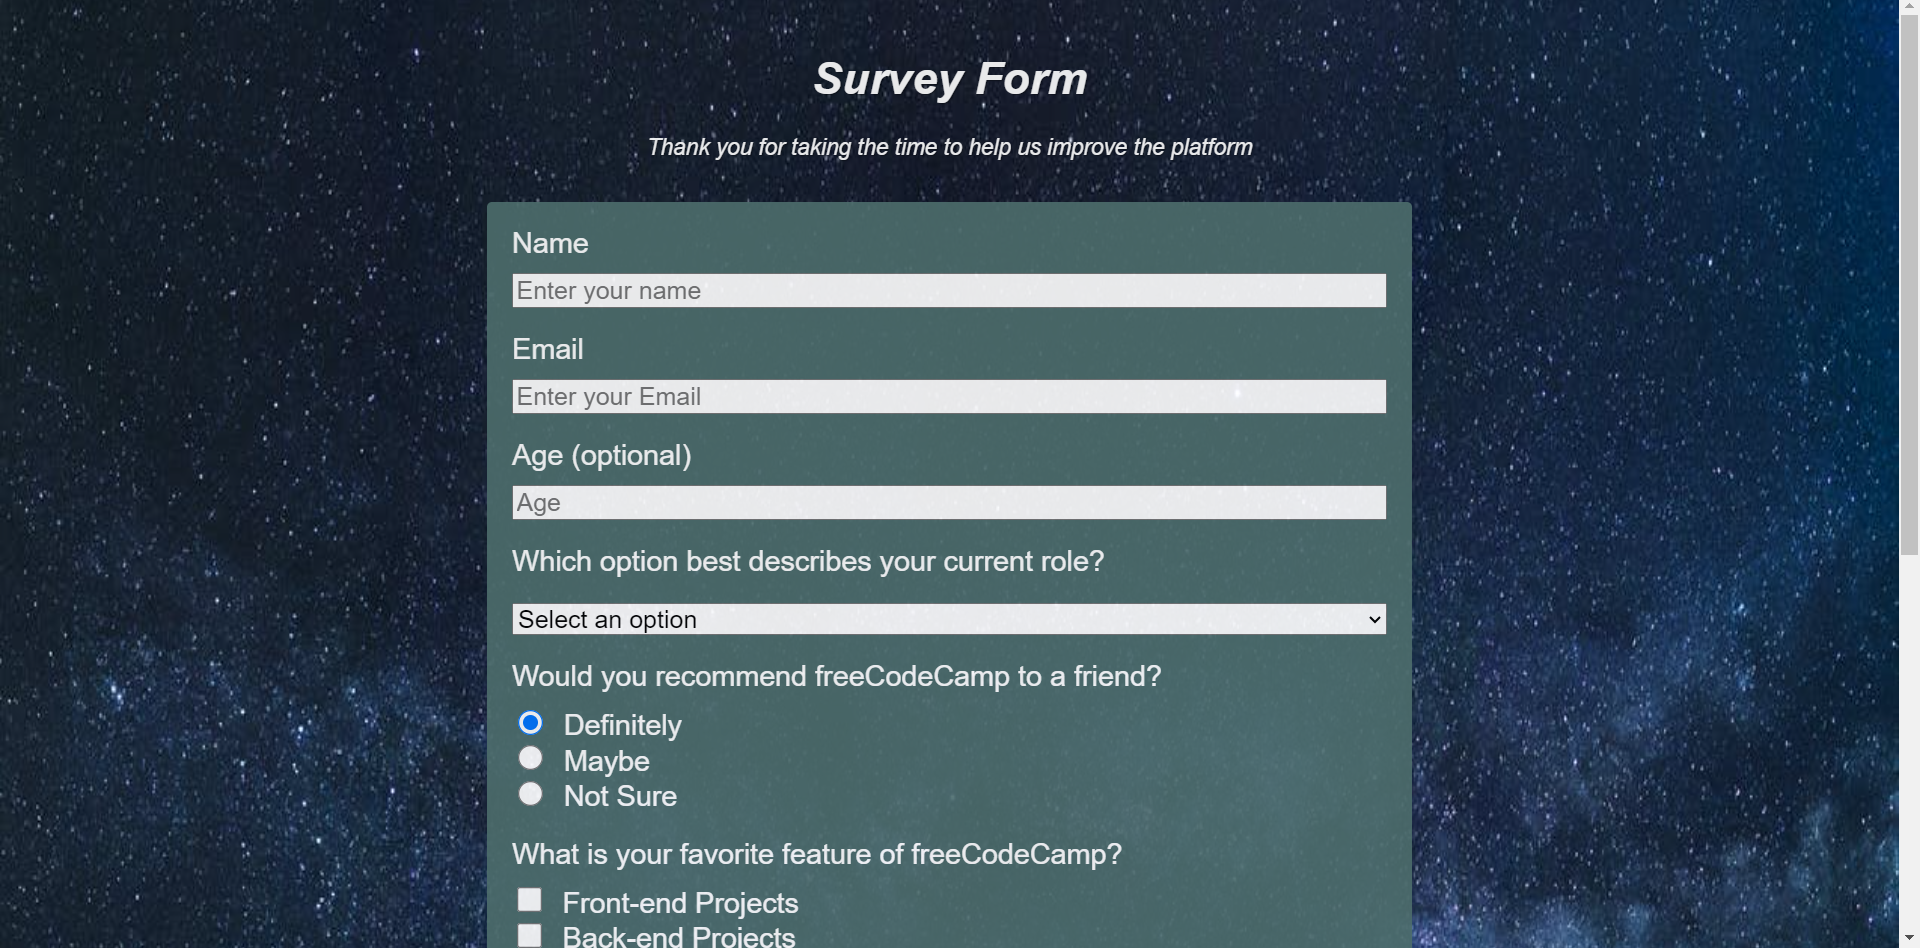 Survey Form
Thank you for taking the time to help us improve the platform
Name
Enter your name
Email
Enter your Email
Age (optional)
Age
Which option best describes your current role?
Select an option
Would you recommend freeCodeCamp to a friend?
Definitely
Maybe
Not Sure
What is your favorite feature of freeCodeCamp?
Front-end Projects
Back-end Projects